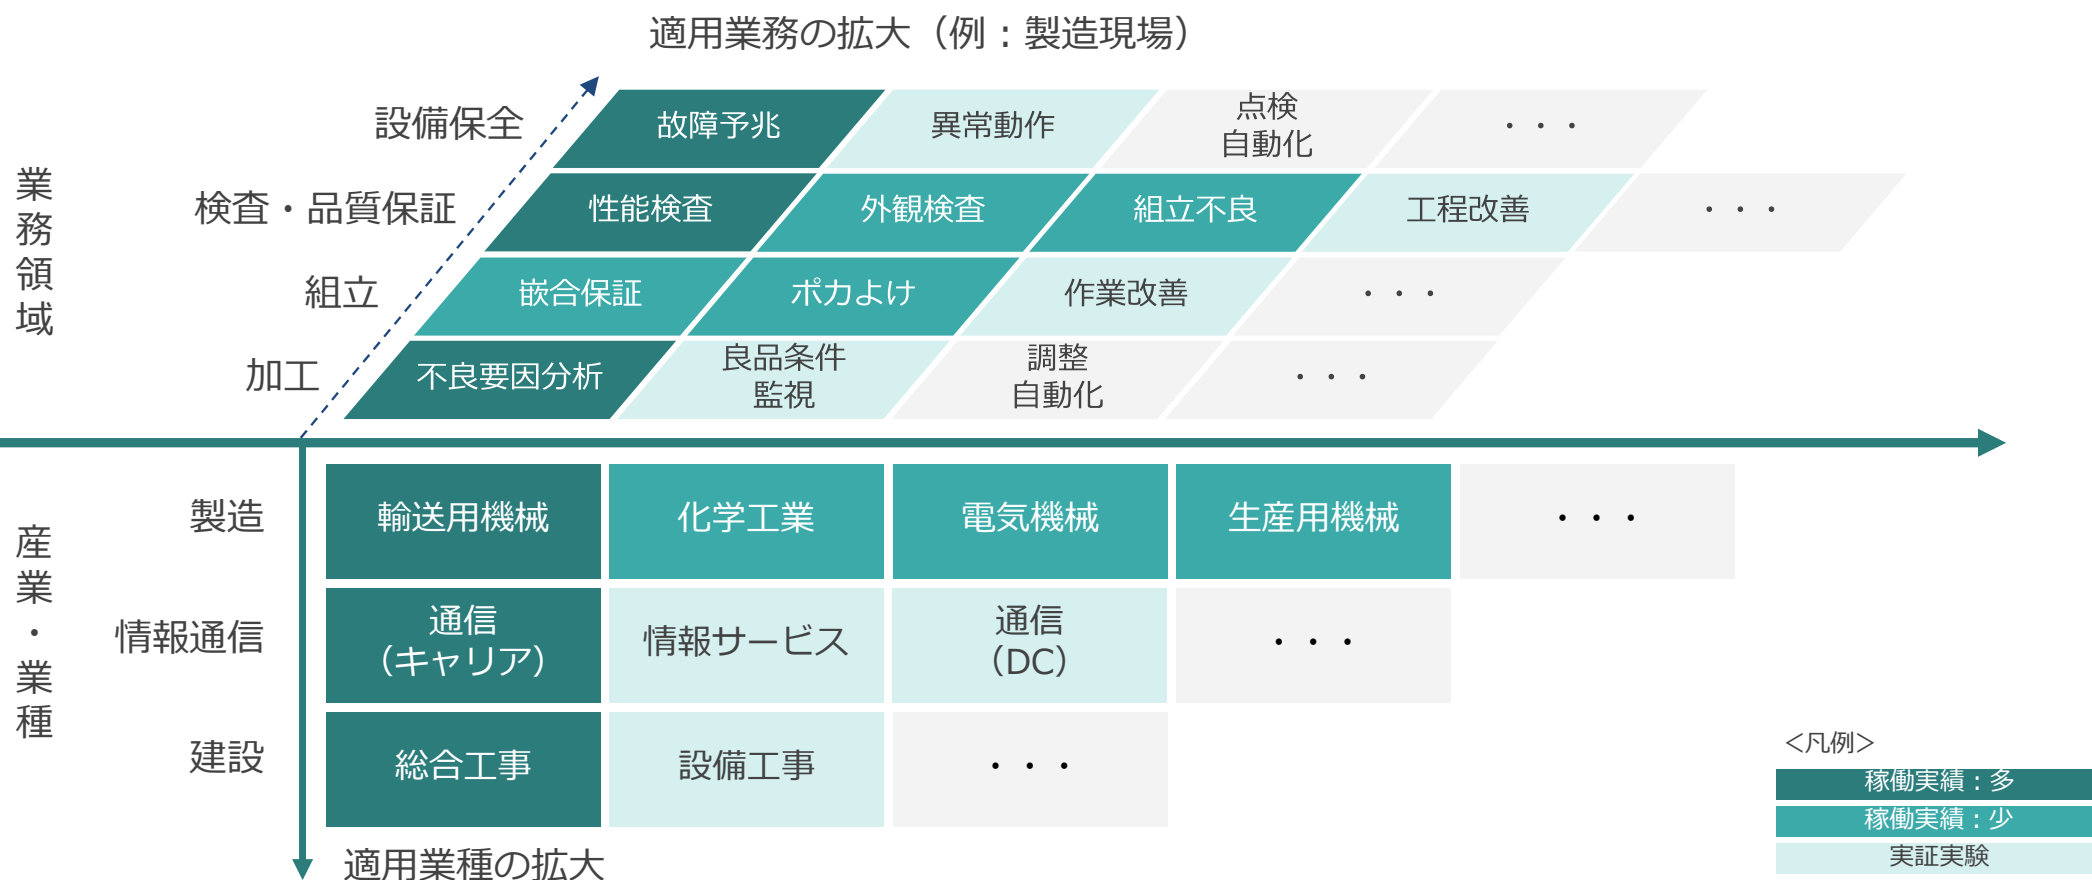 適用業務の拡大（例：製造現場）
業務領域
設備保全
故障予兆
異常動作
点検
自動化
・・・
検査・品質保証
性能検査
外観検査
組立不良
工程改善
・・・
組立
嵌合保証
ポカよけ
作業改善
・・・
加工
不良要因分析
良品条件
監視
調整
自動化
・・・
産業・業種
製造
輸送用機械
化学工業
電気機械
生産用機械
・・・
情報通信
通信
（キャリア）
情報サービス
通信
（DC）
・・・
建設
総合工事
設備工事
・・・
適用業種の拡大
＜凡例＞
稼働実績：多
稼働実績：少
実証実験